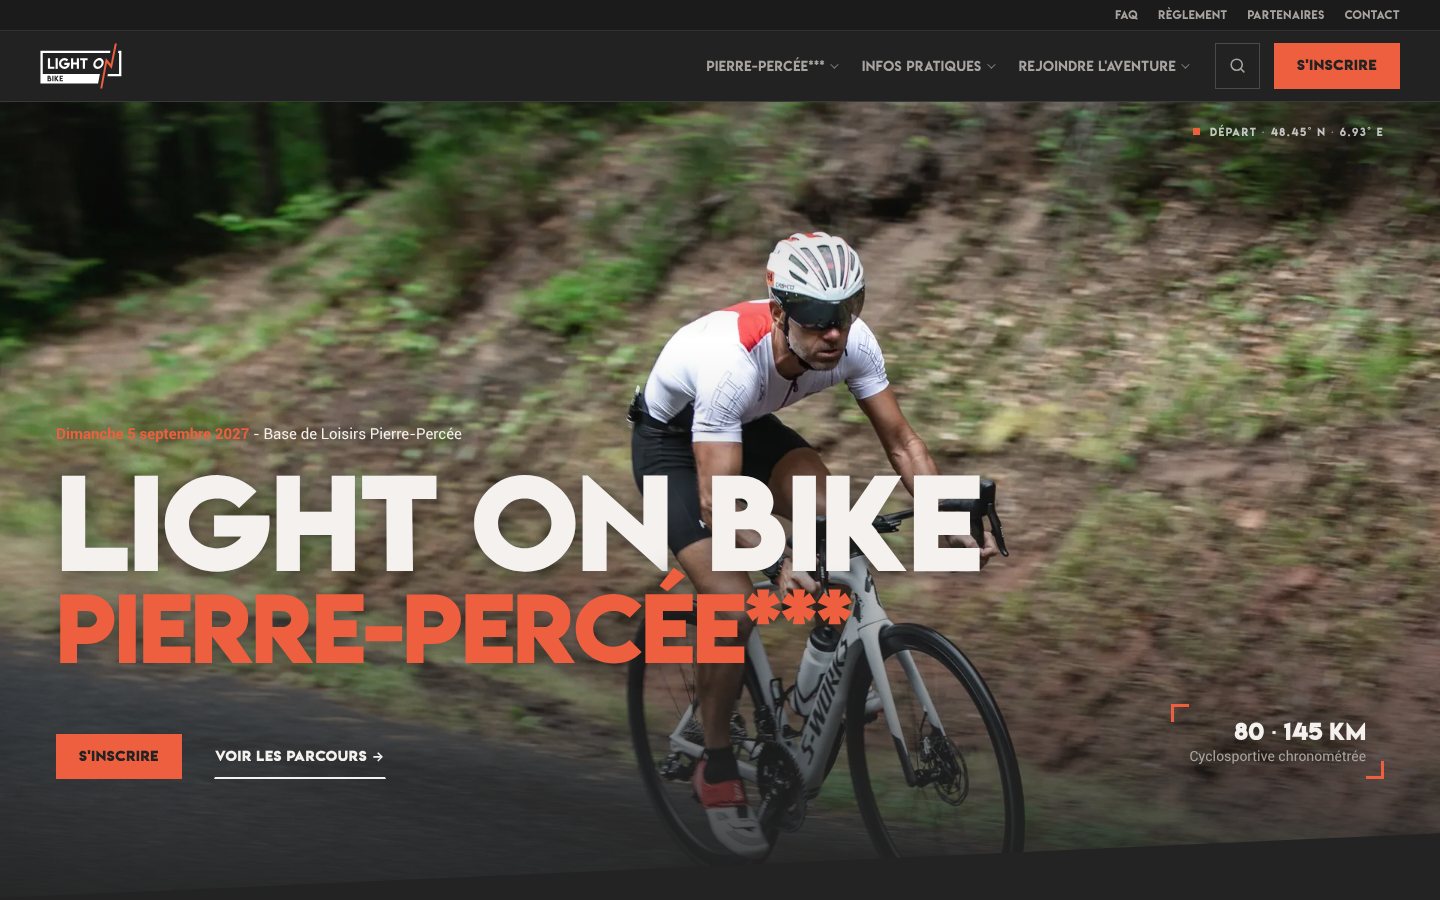 FAQ RÈGLEMENT PARTENAIRES CONTACT
LIGHT ON
BIKE
PIERRE-PERCÉE*** INFOS PRATIQUES REJOINDRE L'AVENTURE S'INSCRIRE
DÉPART · 48.45° N · 6.93° E
Dimanche 5 septembre 2027 - Base de Loisirs Pierre-Percée
LIGHT ON BIKE
PIERRE-PERCÉE***
S-WORKS
80 · 145 KM
Cyclosportive chronométrée
S'INSCRIRE VOIR LES PARCOURS →